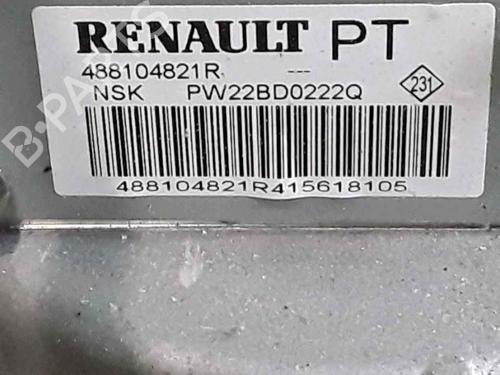 RENAULT PT
488104821R ---
NSK PW22BD0222Q 231
488104821R415618105
B-PARTS